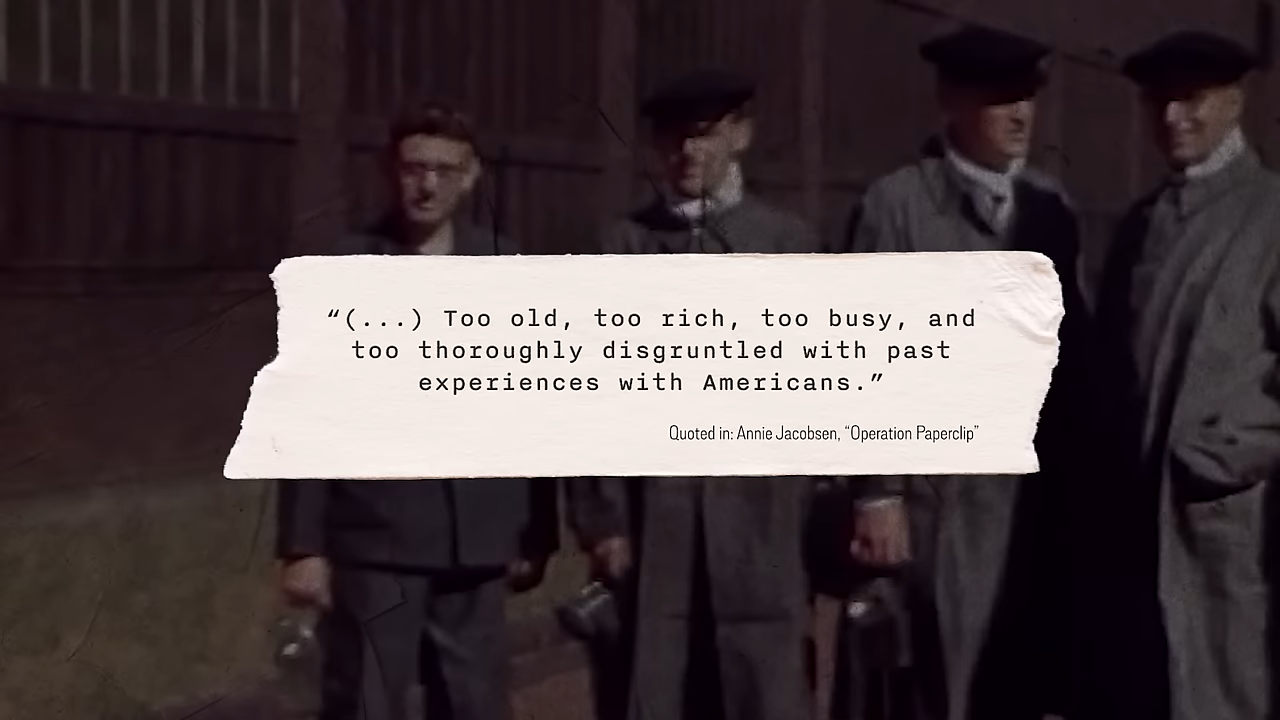 “(...) Too old, too rich, too busy, and
too thoroughly disgruntled with past
experiences with Americans.”
Quoted in: Annie Jacobsen, “Operation Paperclip”